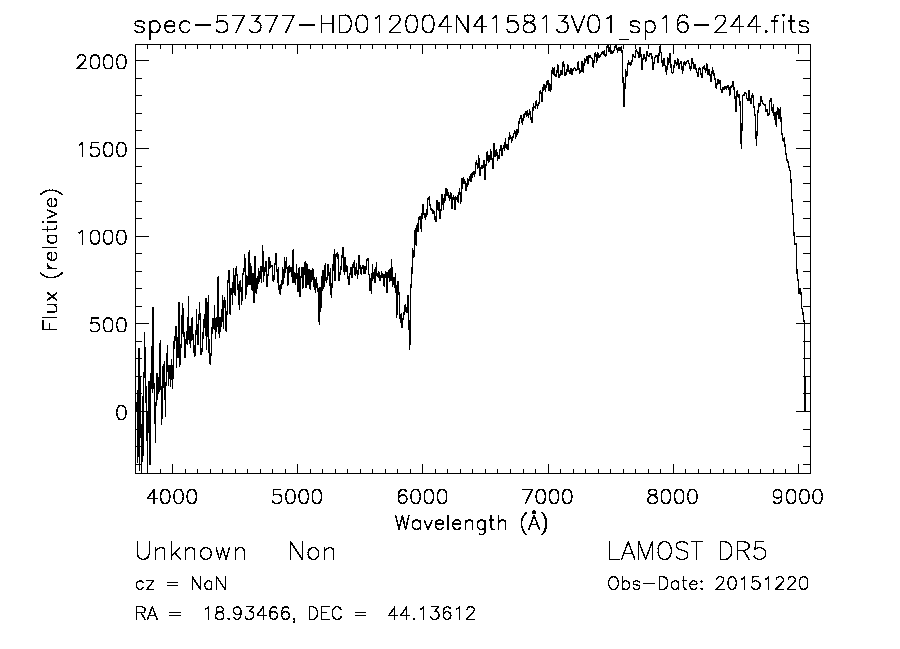 spec-57377-HD012004N415813V01_sp16-244.fits
2000
1500
1000
500
0
Flux (relative)
4000 5000 6000 7000 8000 9000
Wavelength (Å)
Unknown Non LAMOST DR5
cz = NaN Obs-Date: 20151220
RA = 18.93466, DEC = 44.13612